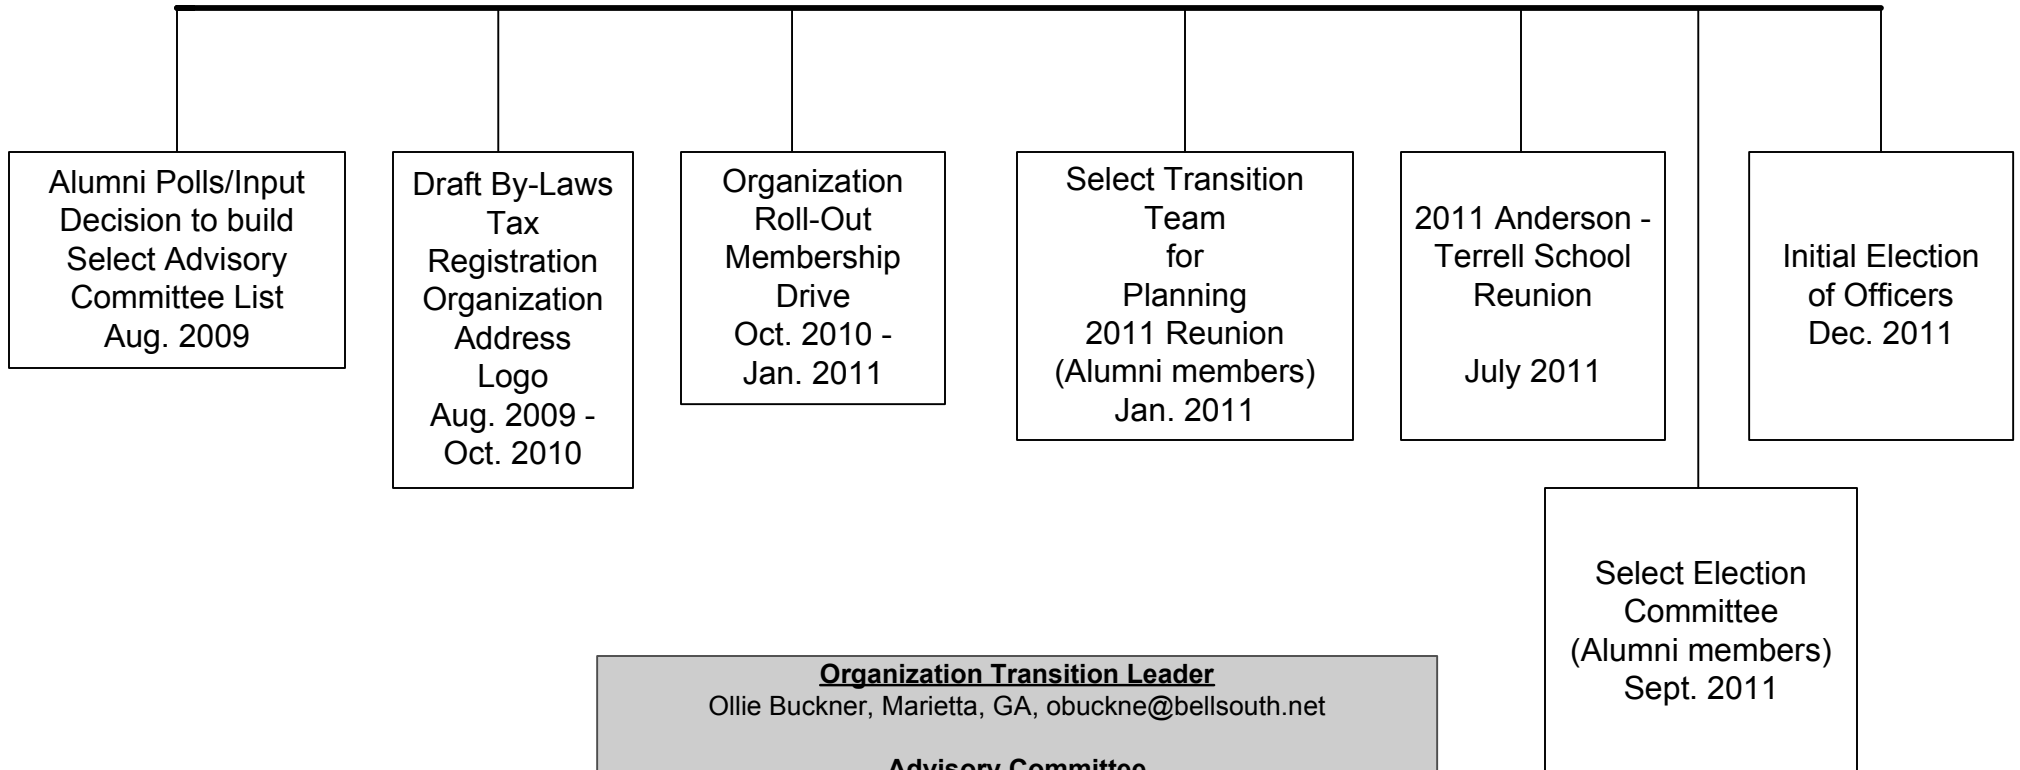 Alumni Polls/Input
Decision to build
Select Advisory
Committee List
Aug. 2009
Draft By-Laws
Tax
Registration
Organization
Address
Logo
Aug. 2009 -
Oct. 2010
Organization
Roll-Out
Membership
Drive
Oct. 2010 -
Jan. 2011
Select Transition
Team
for
Planning
2011 Reunion
(Alumni members)
Jan. 2011
2011 Anderson -
Terrell School
Reunion
July 2011
Initial Election
of Officers
Dec. 2011
Select Election
Committee
(Alumni members)
Sept. 2011
Organization Transition Leader
Ollie Buckner, Marietta, GA, obuckne@bellsouth.net
Advisory Committee